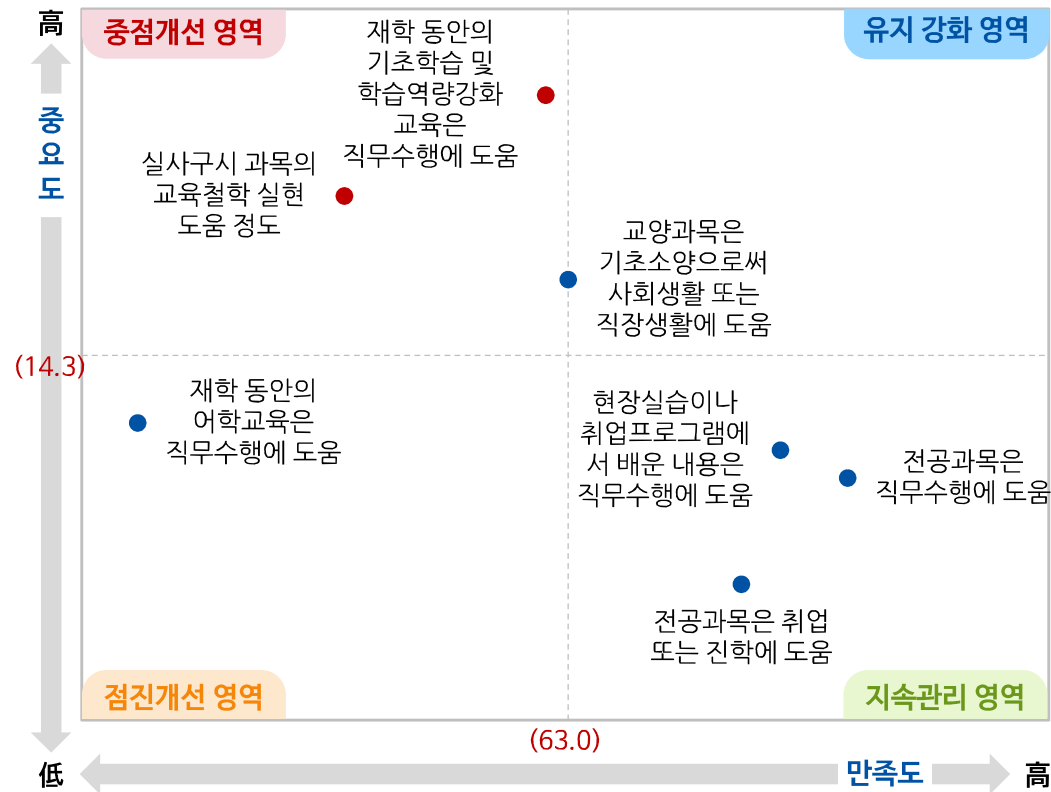 高
중점개선 영역
유지 강화 영역
중
요
도
재학 동안의
기초학습 및
학습역량강화
교육은
직무수행에 도움
실사구시 과목의
교육철학 실현
도움 정도
교양과목은
기초소양으로써
사회생활 또는
직장생활에 도움
(14.3)
재학 동안의
어학교육은
직무수행에 도움
현장실습이나
취업프로그램에
서 배운 내용은
직무수행에 도움
전공과목은
직무수행에 도움
전공과목은 취업
또는 진학에 도움
점진개선 영역
지속관리 영역
(63.0)
低
만족도
高